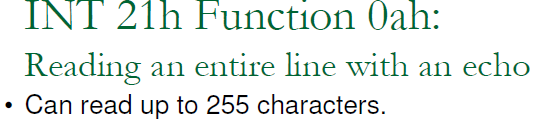 INT 21h Function 0ah:
Reading an entire line with an echo
• Can read up to 255 characters.